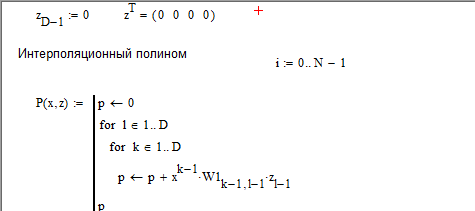 z_{D-1} := 0 z^T = (0 0 0 0)
Интерполяционный полином
i := 0.. N - 1
P(x,z) := p ← 0
for l ∈ 1.. D
for k ∈ 1.. D
p ← p + x^{k-1}·W1_{k-1,l-1}·z_{l-1}
p